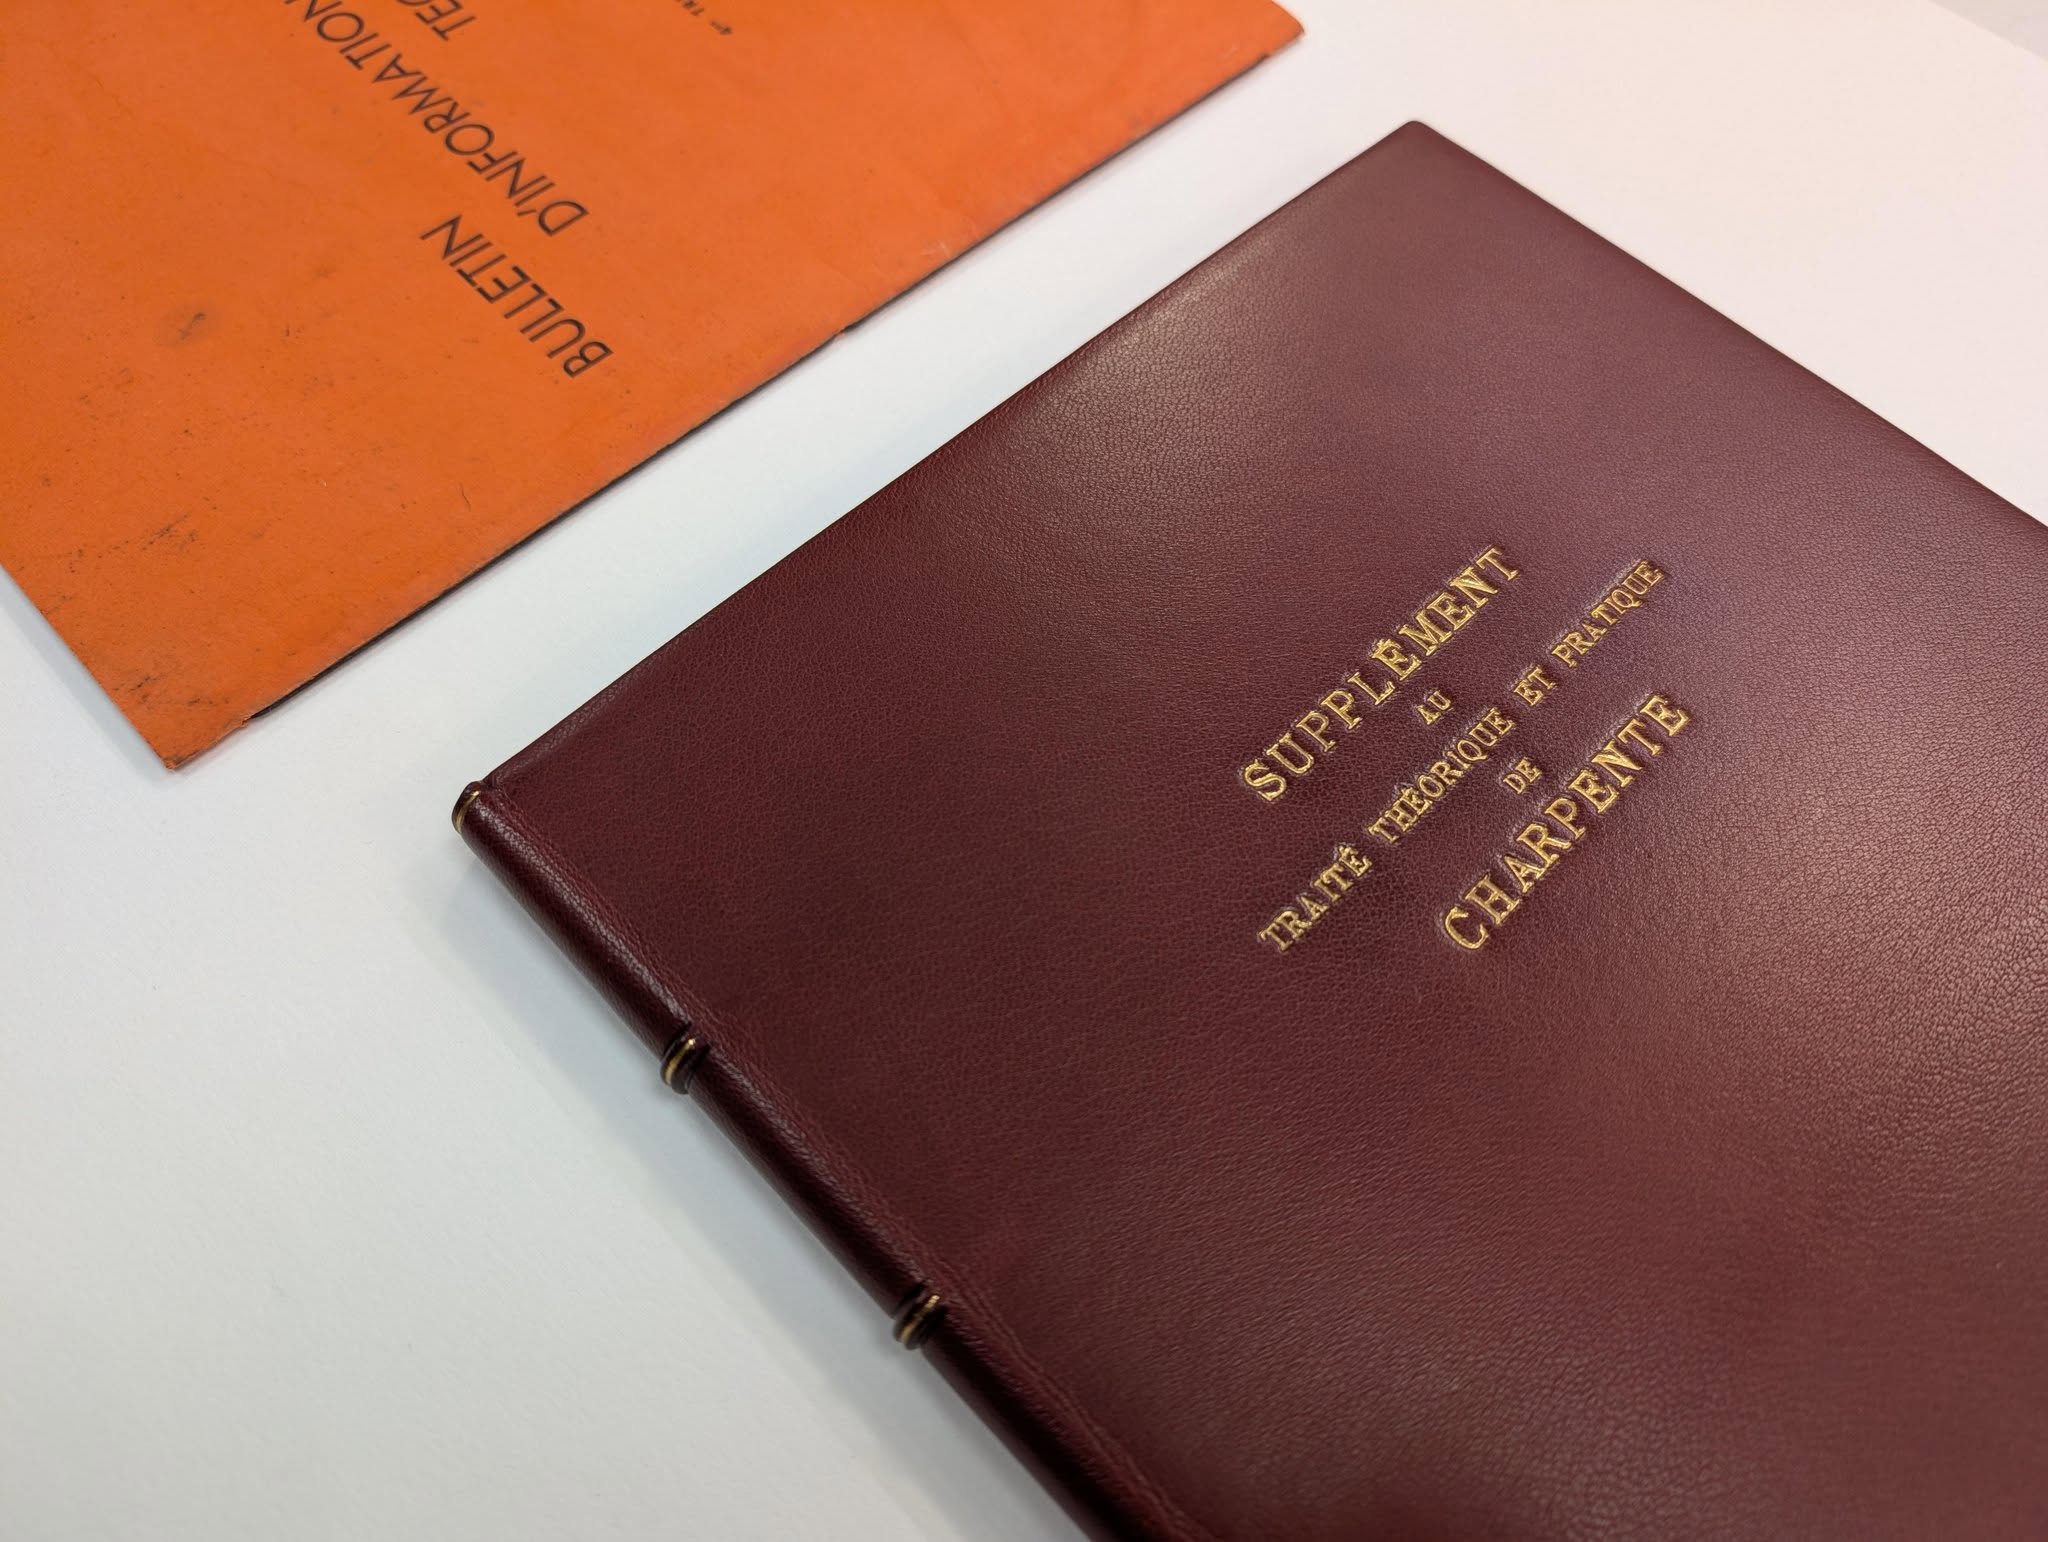 BULLETIN
D'INFORMATION
SUPPLÉMENT
AU
TRAITÉ THÉORIQUE ET PRATIQUE
DE
CHARPENTE